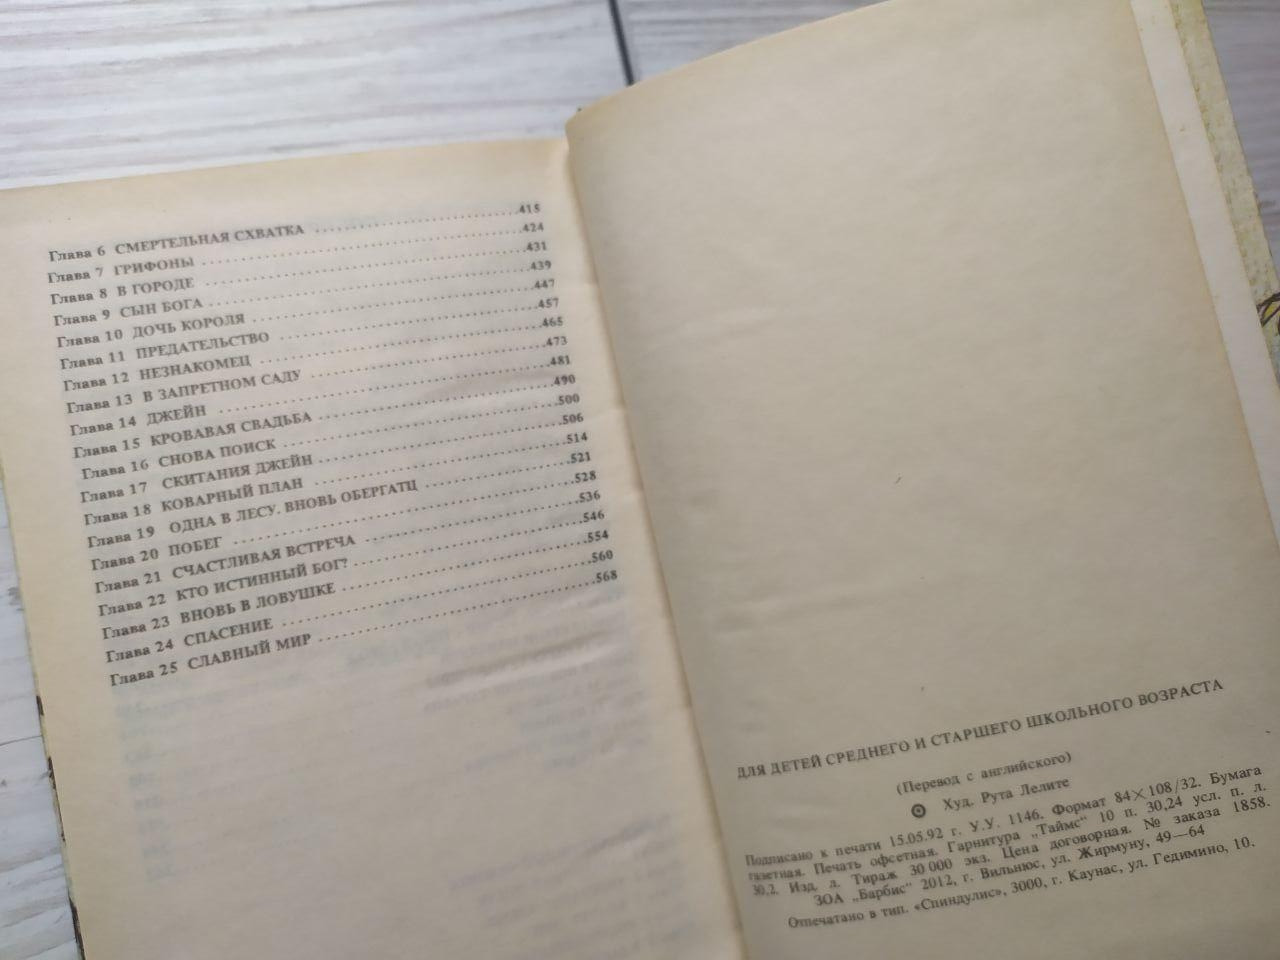 Глава 6 СМЕРТЕЛЬНАЯ СХВАТКА ........................415
Глава 7 ГРИФОНЫ ........................424
Глава 8 В ГОРОДЕ ........................431
Глава 9 СЫН БОГА ........................439
Глава 10 ДОЧЬ КОРОЛЯ ........................447
Глава 11 ПРЕДАТЕЛЬСТВО ........................457
Глава 12 НЕЗНАКОМЕЦ ........................465
Глава 13 В ЗАПРЕТНОМ САДУ ........................473
Глава 14 ДЖЕЙН ........................481
Глава 15 КРОВАВАЯ СВАДЬБА ........................490
Глава 16 СНОВА ПОИСК ........................500
Глава 17 СКИТАНИЯ ДЖЕЙН ........................506
Глава 18 КОВАРНЫЙ ПЛАН ........................514
Глава 19 ОДНА В ЛЕСУ. ВНОВЬ ОБЕРГАТЦ ........................521
Глава 20 ПОБЕГ ........................528
Глава 21 СЧАСТЛИВАЯ ВСТРЕЧА ........................536
Глава 22 КТО ИСТИННЫЙ БОГ? ........................546
Глава 23 ВНОВЬ В ЛОВУШКЕ ........................554
Глава 24 СПАСЕНИЕ ........................560
Глава 25 СЛАВНЫЙ МИР ........................568
ДЛЯ ДЕТЕЙ СРЕДНЕГО И СТАРШЕГО ШКОЛЬНОГО ВОЗРАСТА
(Перевод с английского)
Худ. Рута Лелите
Подписано к печати 15.05.92 г. У.У. 1146. Формат 84×108/32. Бумага
газетная. Печать офсетная. Гарнитура „Таймс" 10 п. 30,24 усл. п. л.
30,2. Изд. л. Тираж 30 000 экз. Цена договорная. № заказа 1858.
ЗОА „Барбис" 2012, г. Вильнюс, ул. Жирмуну, 49—64
Отпечатано в тип. «Спиндулис», 3000, г. Каунас, ул. Гедимино, 10.